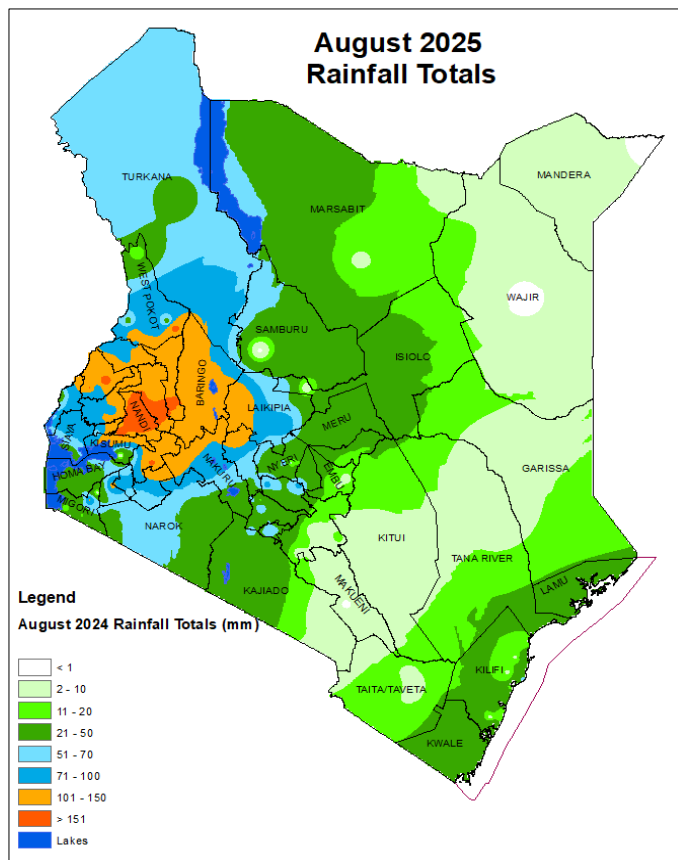 August 2025
Rainfall Totals
MANDERA
TURKANA
MARSABIT
WEST POKOT
WAJIR
SAMBURU
ISIOLO
BARINGO
LAIKIPIA
NANDI
MERU
SIAYA
KISUMU
NAKURU
NYERI
HOMA BAY
EMBU
GARISSA
MIGORI
NAROK
KITUI
TANA RIVER
KAJIADO
MAKUENI
LAMU
KILIFI
TAITA/TAVETA
KWALE
Legend
August 2024 Rainfall Totals (mm)
< 1
2 - 10
11 - 20
21 - 50
51 - 70
71 - 100
101 - 150
> 151
Lakes